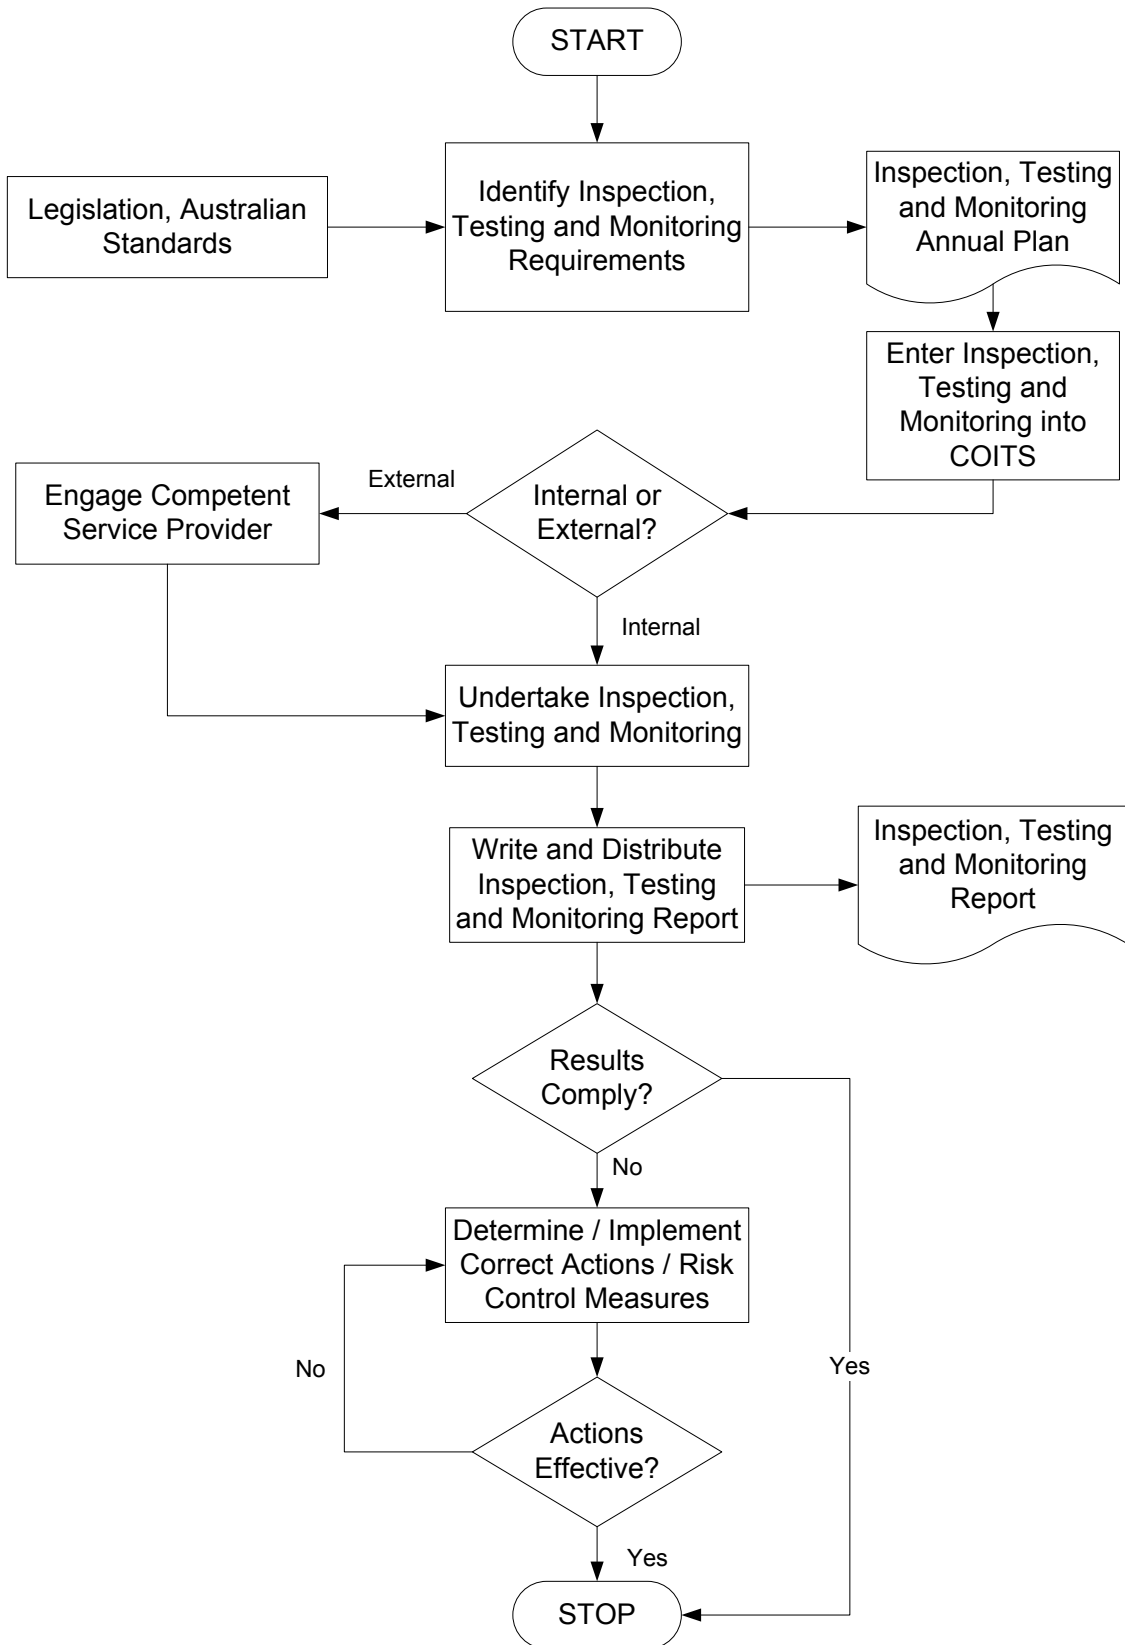 START
Legislation, Australian
Standards
Identify Inspection,
Testing and Monitoring
Requirements
Inspection, Testing
and Monitoring
Annual Plan
Enter Inspection,
Testing and
Monitoring into
COITS
Internal or
External?
External
Engage Competent
Service Provider
Internal
Undertake Inspection,
Testing and Monitoring
Write and Distribute
Inspection, Testing
and Monitoring Report
Inspection, Testing
and Monitoring
Report
Results
Comply?
No
Determine / Implement
Correct Actions / Risk
Control Measures
No
Yes
Actions
Effective?
Yes
STOP